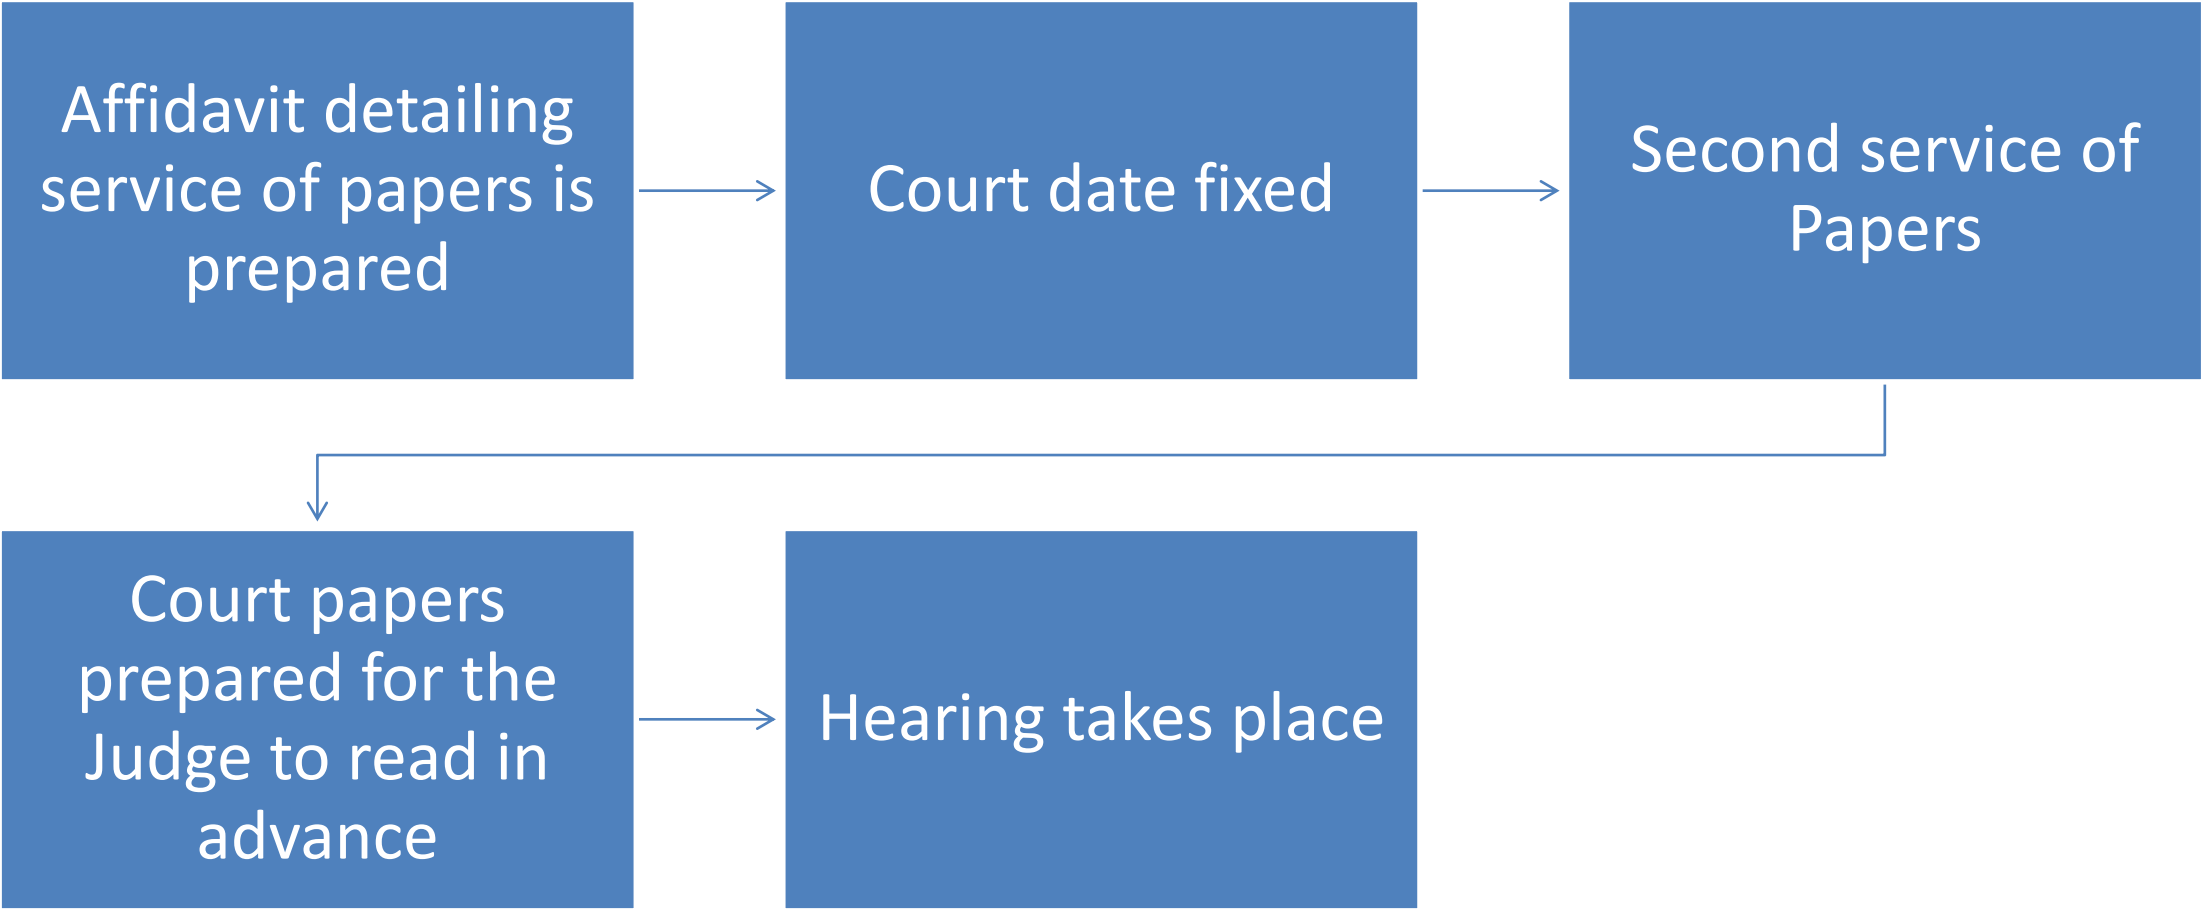 Affidavit detailing
service of papers is
prepared
Court date fixed
Second service of
Papers
Court papers
prepared for the
Judge to read in
advance
Hearing takes place